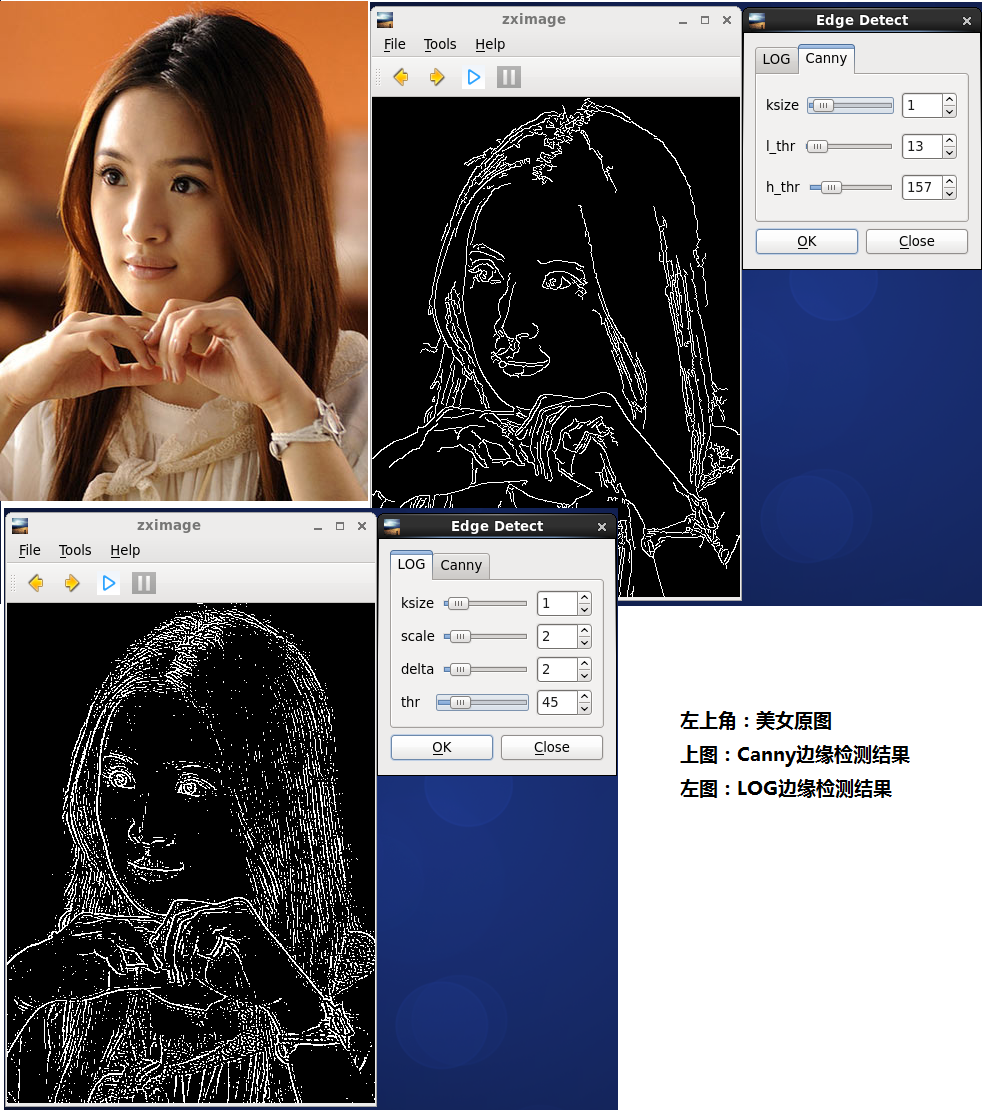 zximage
File Tools Help
Edge Detect
LOG Canny
ksize 1
l_thr 13
h_thr 157
OK Close
zximage
File Tools Help
Edge Detect
LOG Canny
ksize 1
scale 2
delta 2
thr 45
OK Close
左上角：美女原图
上图：Canny边缘检测结果
左图：LOG边缘检测结果